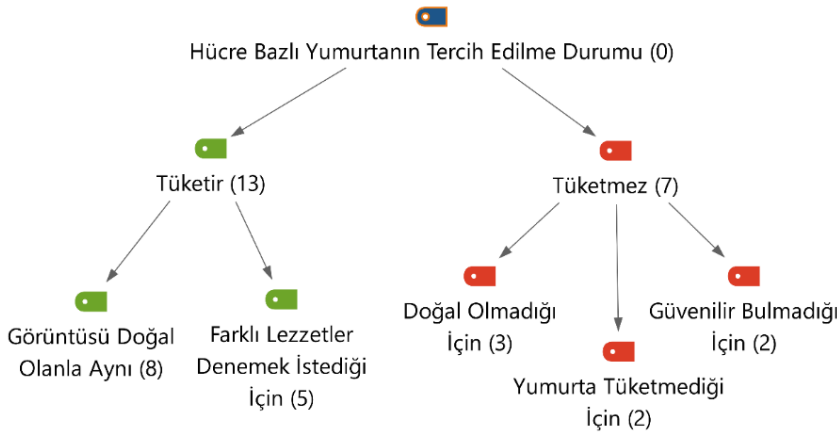 Hücre Bazlı Yumurtanın Tercih Edilme Durumu (0)
Tüketir (13)
Tüketmez (7)
Görüntüsü Doğal
Olanla Aynı (8)
Farklı Lezzetler
Denemek İstediği
İçin (5)
Doğal Olmadığı
İçin (3)
Yumurta Tüketmediği
İçin (2)
Güvenilir Bulmadığı
İçin (2)